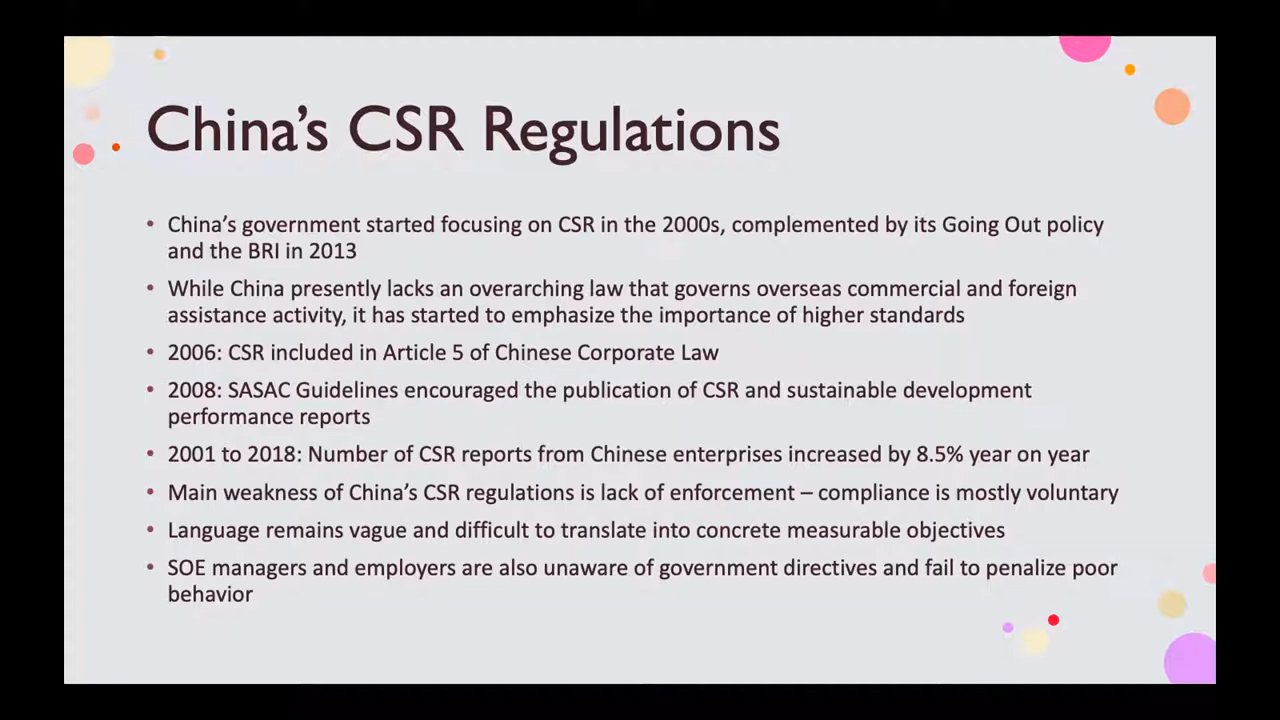 China’s CSR Regulations
• China’s government started focusing on CSR in the 2000s, complemented by its Going Out policy
and the BRI in 2013
• While China presently lacks an overarching law that governs overseas commercial and foreign
assistance activity, it has started to emphasize the importance of higher standards
• 2006: CSR included in Article 5 of Chinese Corporate Law
• 2008: SASAC Guidelines encouraged the publication of CSR and sustainable development
performance reports
• 2001 to 2018: Number of CSR reports from Chinese enterprises increased by 8.5% year on year
• Main weakness of China’s CSR regulations is lack of enforcement – compliance is mostly voluntary
• Language remains vague and difficult to translate into concrete measurable objectives
• SOE managers and employers are also unaware of government directives and fail to penalize poor
behavior